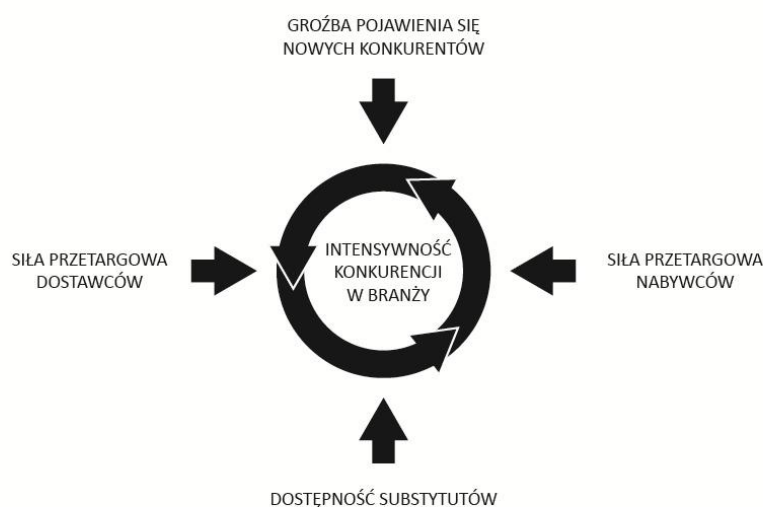 GROŹBA POJAWIENIA SIĘ
NOWYCH KONKURENTÓW
SIŁA PRZETARGOWA
DOSTAWCÓW
INTENSYWNOŚĆ
KONKURENCJI
W BRANŻY
SIŁA PRZETARGOWA
NABYWCÓW
DOSTĘPNOŚĆ SUBSTYTUTÓW